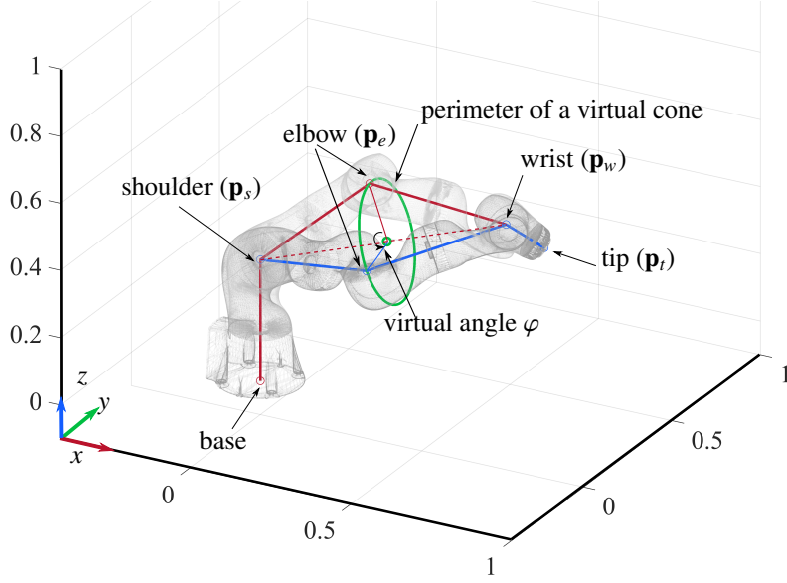 1
perimeter of a virtual cone
0.8
elbow (𝐩ₑ)
wrist (𝐩_w)
0.6
shoulder (𝐩ₛ)
0.4
tip (𝐩ₜ)
virtual angle φ
0.2
z
1
0
y
base
0.5
x
0
0
0.5
1